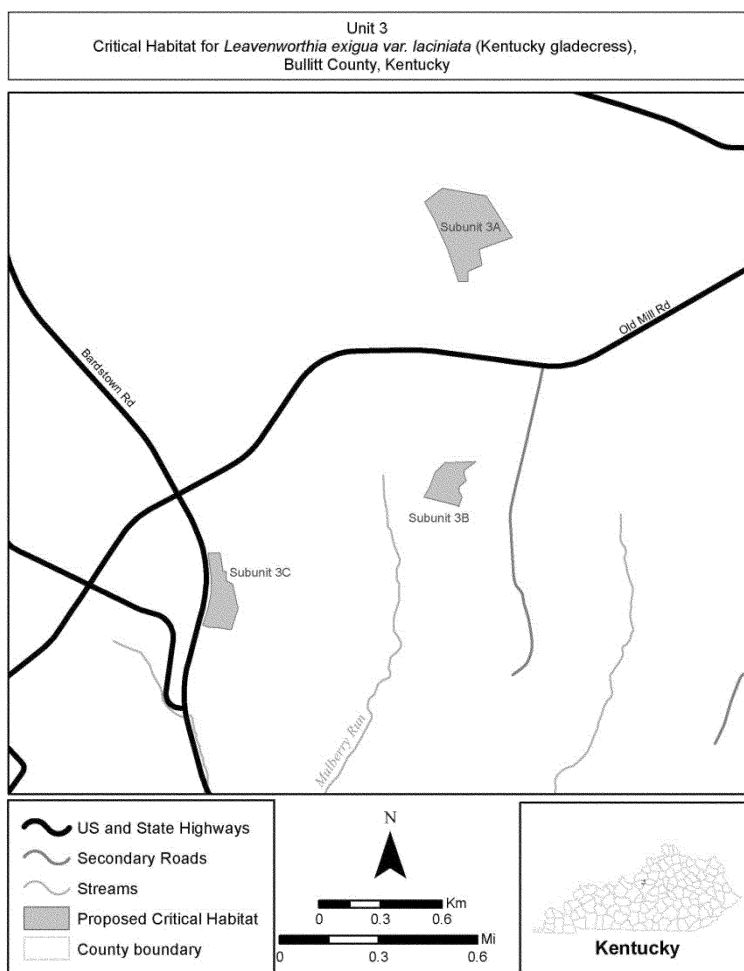 Unit 3
Critical Habitat for Leavenworthia exigua var. laciniata (Kentucky gladecress),
Bullitt County, Kentucky
Subunit 3A
Old Mill Rd
Bardstown Rd
Subunit 3B
Subunit 3C
Mulberry Run
US and State Highways
Secondary Roads
Streams
Proposed Critical Habitat
County boundary
N
Km
0 0.3 0.6
Mi
0 0.3 0.6
Kentucky